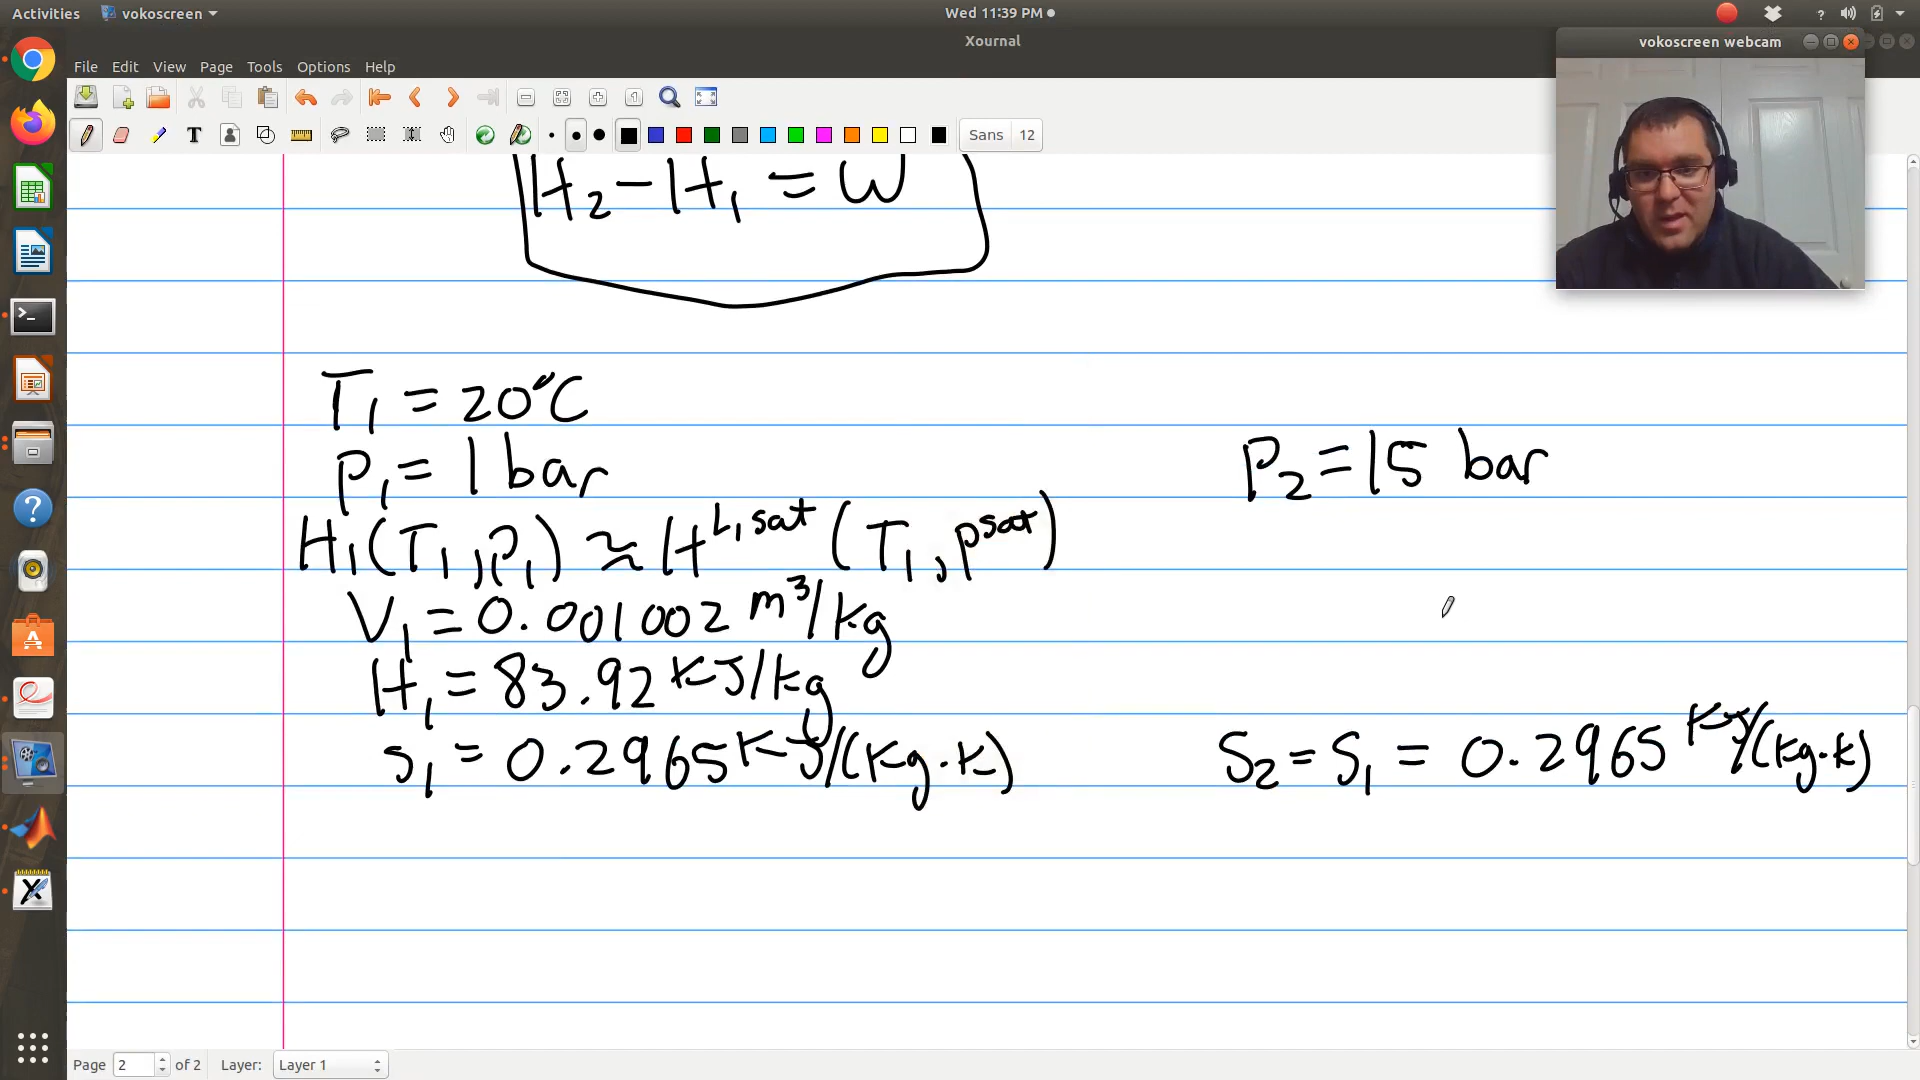 Activities vokoscreen Wed 11:39 PM
Xournal
vokoscreen webcam
File Edit View Page Tools Options Help
Sans 12
H₂ - H₁ = W
T₁ = 20°C
P₁ = 1 bar
P₂ = 15 bar
H₁(T₁, P₁) ≈ H^L,sat (T₁, P^sat)
V₁ = 0.001002 m³/kg
H₁ = 83.92 KJ/kg
S₁ = 0.2965 KJ/(Kg·K)
S₂ = S₁ = 0.2965 KJ/(kg·K)
Page 2 of 2 Layer: Layer 1